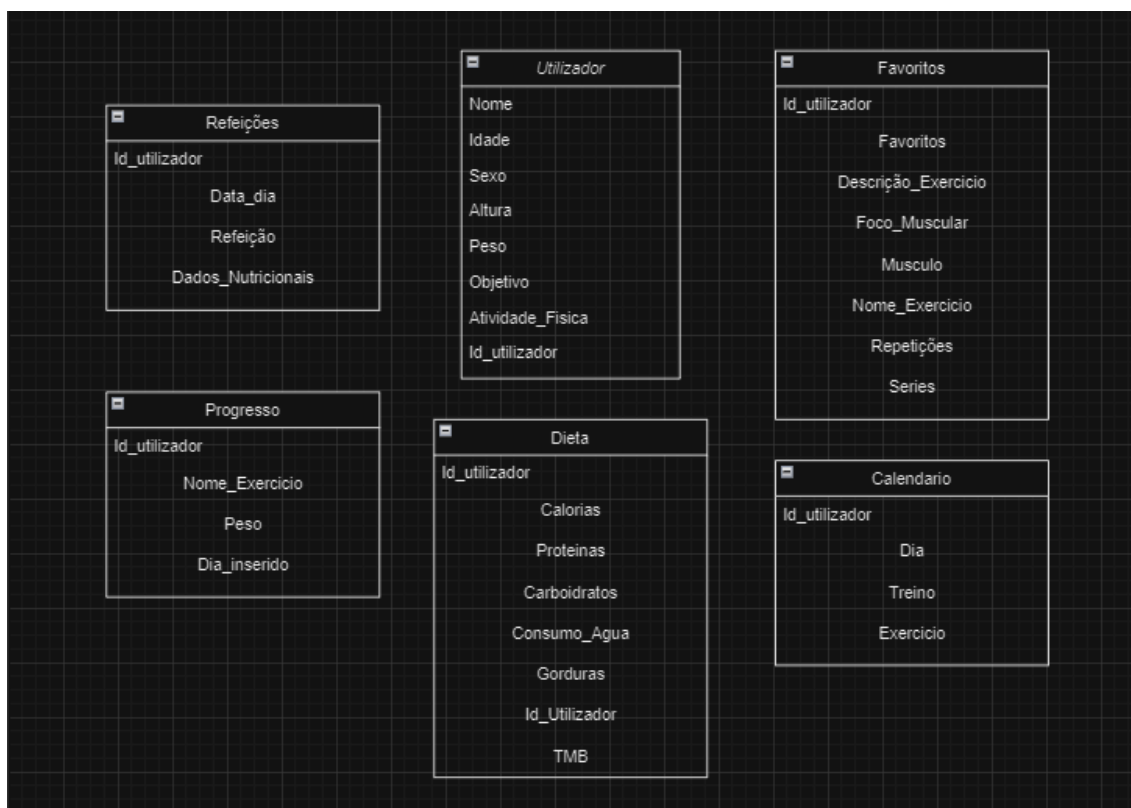 Refeições
Id_utilizador
Data_dia
Refeição
Dados_Nutricionais
Utilizador
Nome
Idade
Sexo
Altura
Peso
Objetivo
Atividade_Fisica
Id_utilizador
Favoritos
Id_utilizador
Favoritos
Descrição_Exercicio
Foco_Muscular
Musculo
Nome_Exercicio
Repetições
Series
Progresso
Id_utilizador
Nome_Exercicio
Peso
Dia_inserido
Dieta
Id_utilizador
Calorias
Proteinas
Carboidratos
Consumo_Agua
Gorduras
Id_Utilizador
TMB
Calendario
Id_utilizador
Dia
Treino
Exercicio